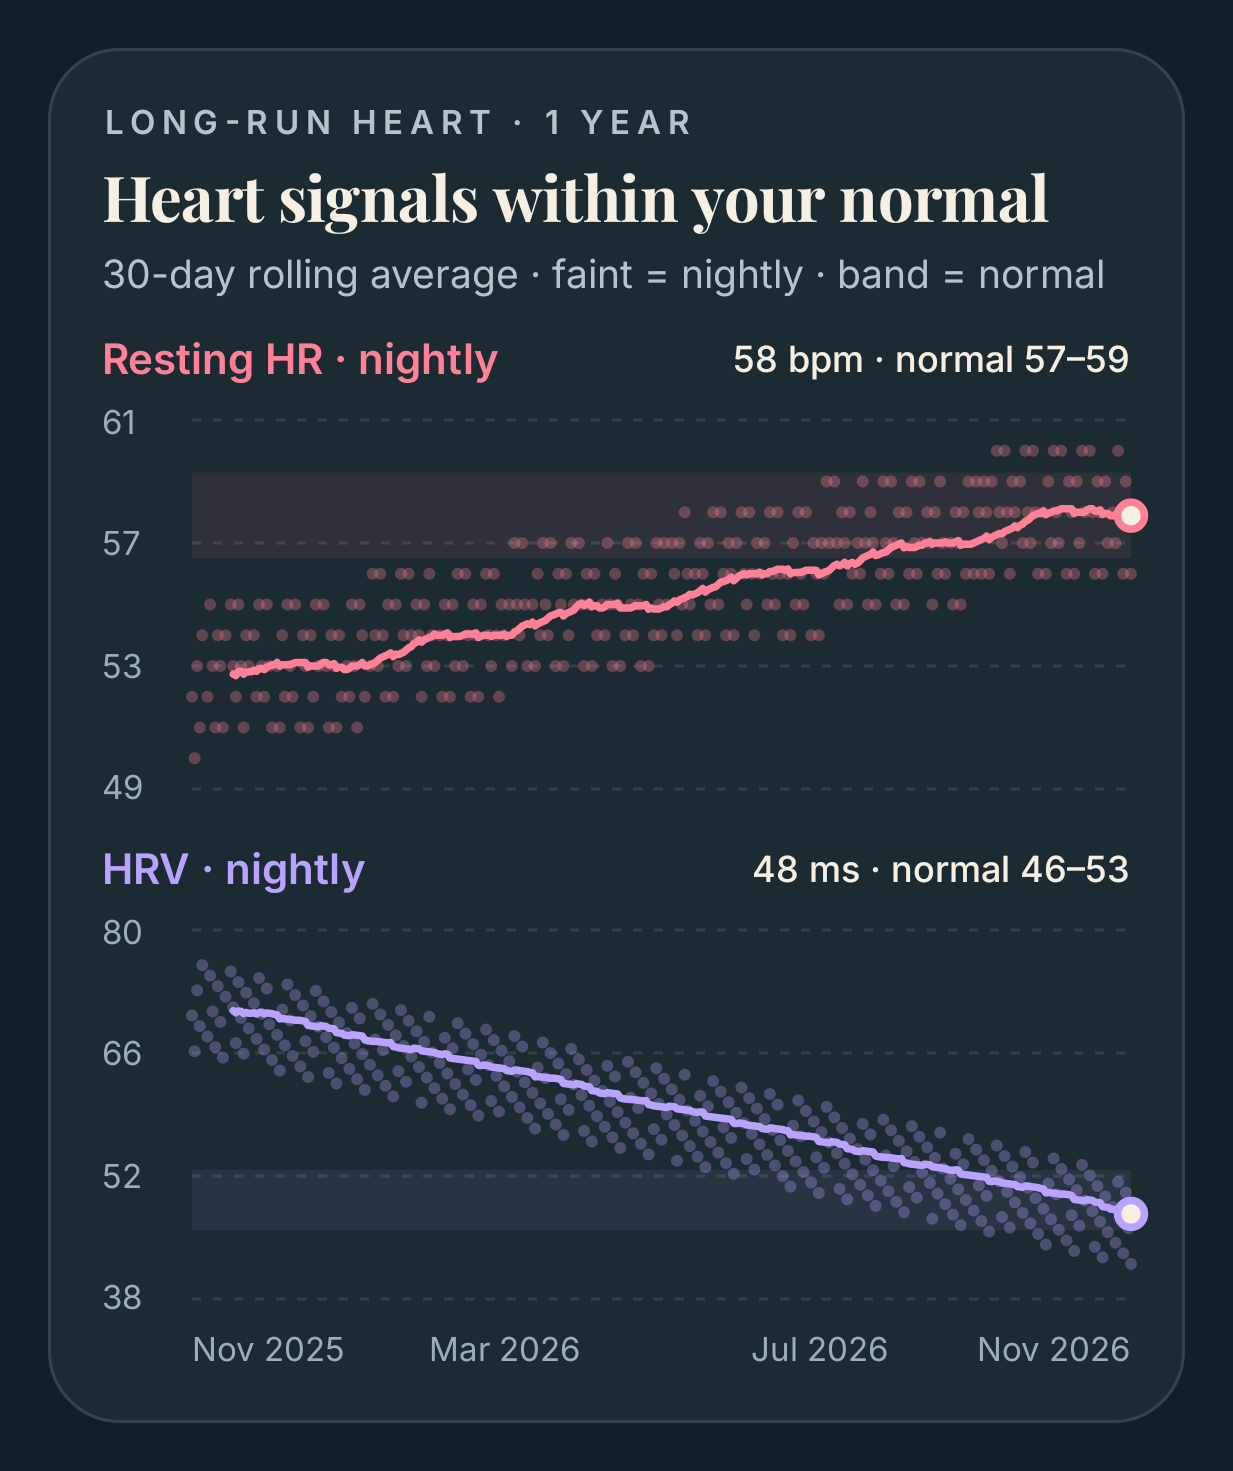 LONG-RUN HEART · 1 YEAR
Heart signals within your normal
30-day rolling average · faint = nightly · band = normal
Resting HR · nightly 58 bpm · normal 57–59
61
57
53
49
HRV · nightly 48 ms · normal 46–53
80
66
52
38
Nov 2025 Mar 2026 Jul 2026 Nov 2026